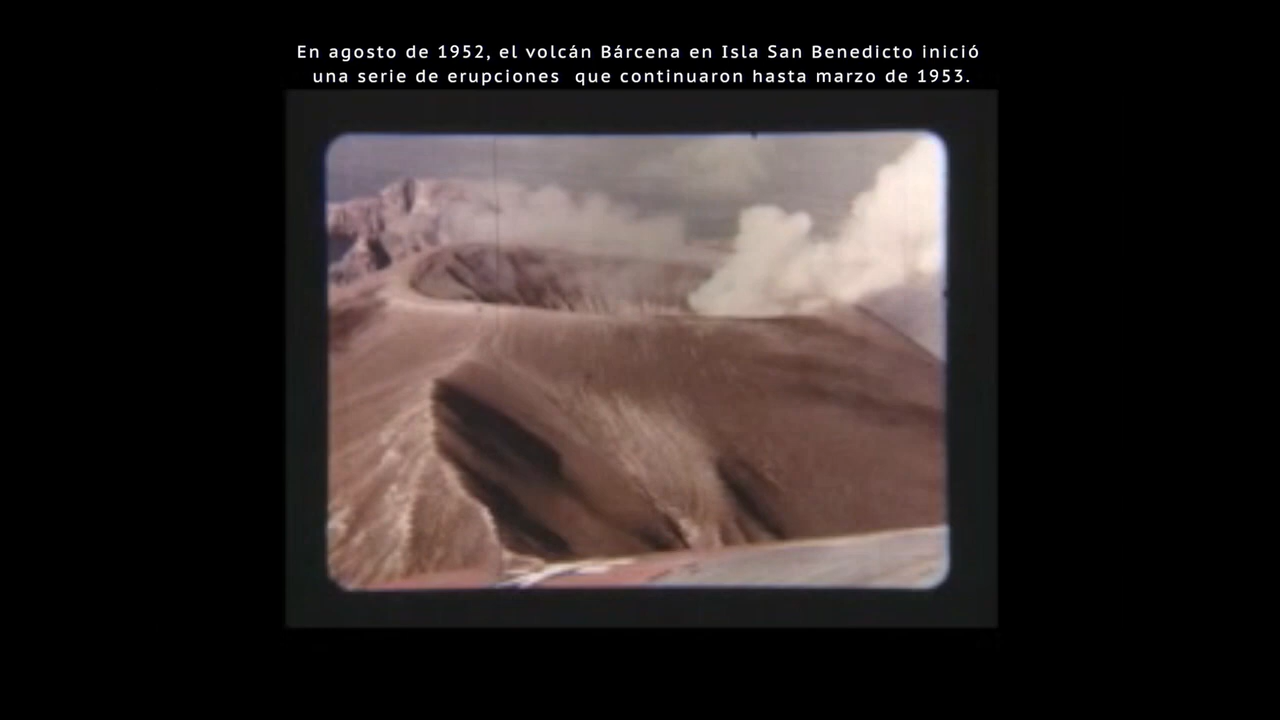 En agosto de 1952, el volcán Bárcena en Isla San Benedicto inició
una serie de erupciones  que continuaron hasta marzo de 1953.